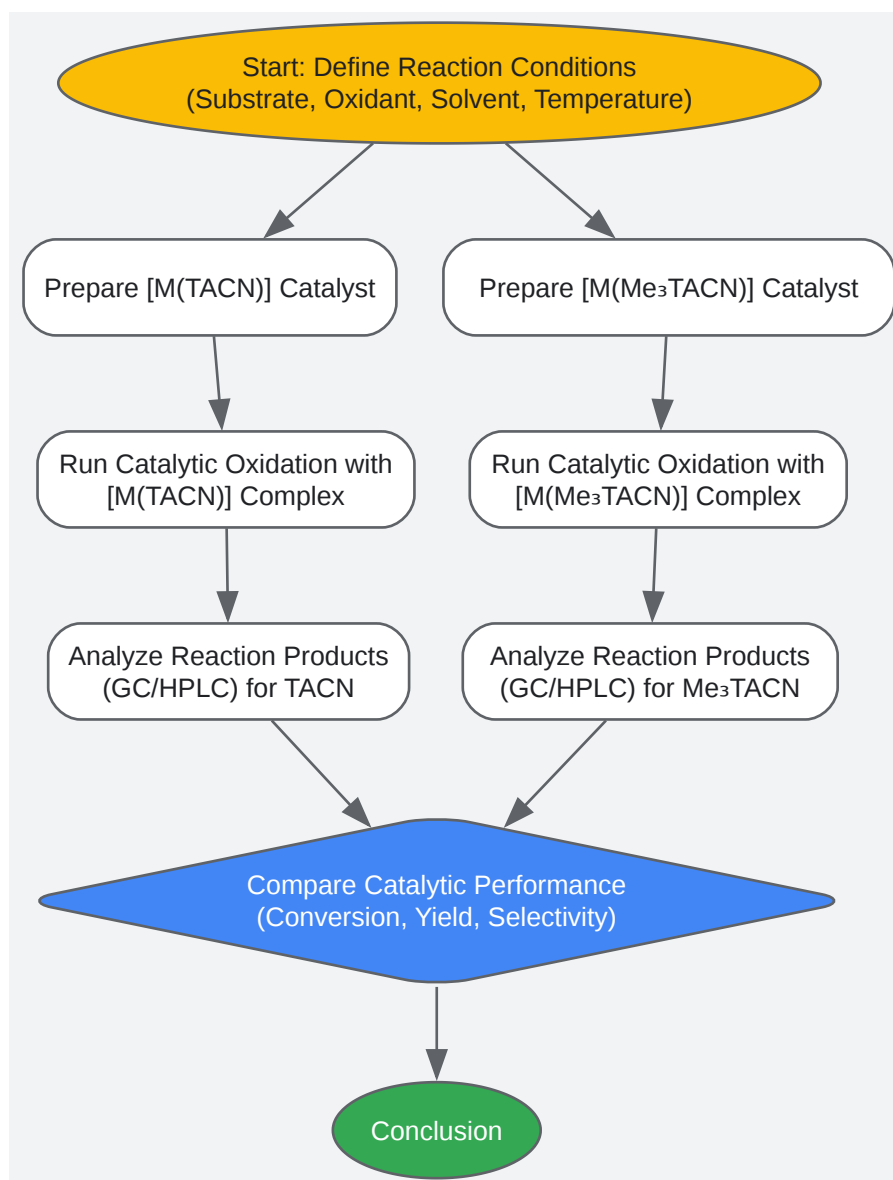 Start: Define Reaction Conditions
(Substrate, Oxidant, Solvent, Temperature)
Prepare [M(TACN)] Catalyst
Prepare [M(Me₃TACN)] Catalyst
Run Catalytic Oxidation with
[M(TACN)] Complex
Run Catalytic Oxidation with
[M(Me₃TACN)] Complex
Analyze Reaction Products
(GC/HPLC) for TACN
Analyze Reaction Products
(GC/HPLC) for Me₃TACN
Compare Catalytic Performance
(Conversion, Yield, Selectivity)
Conclusion